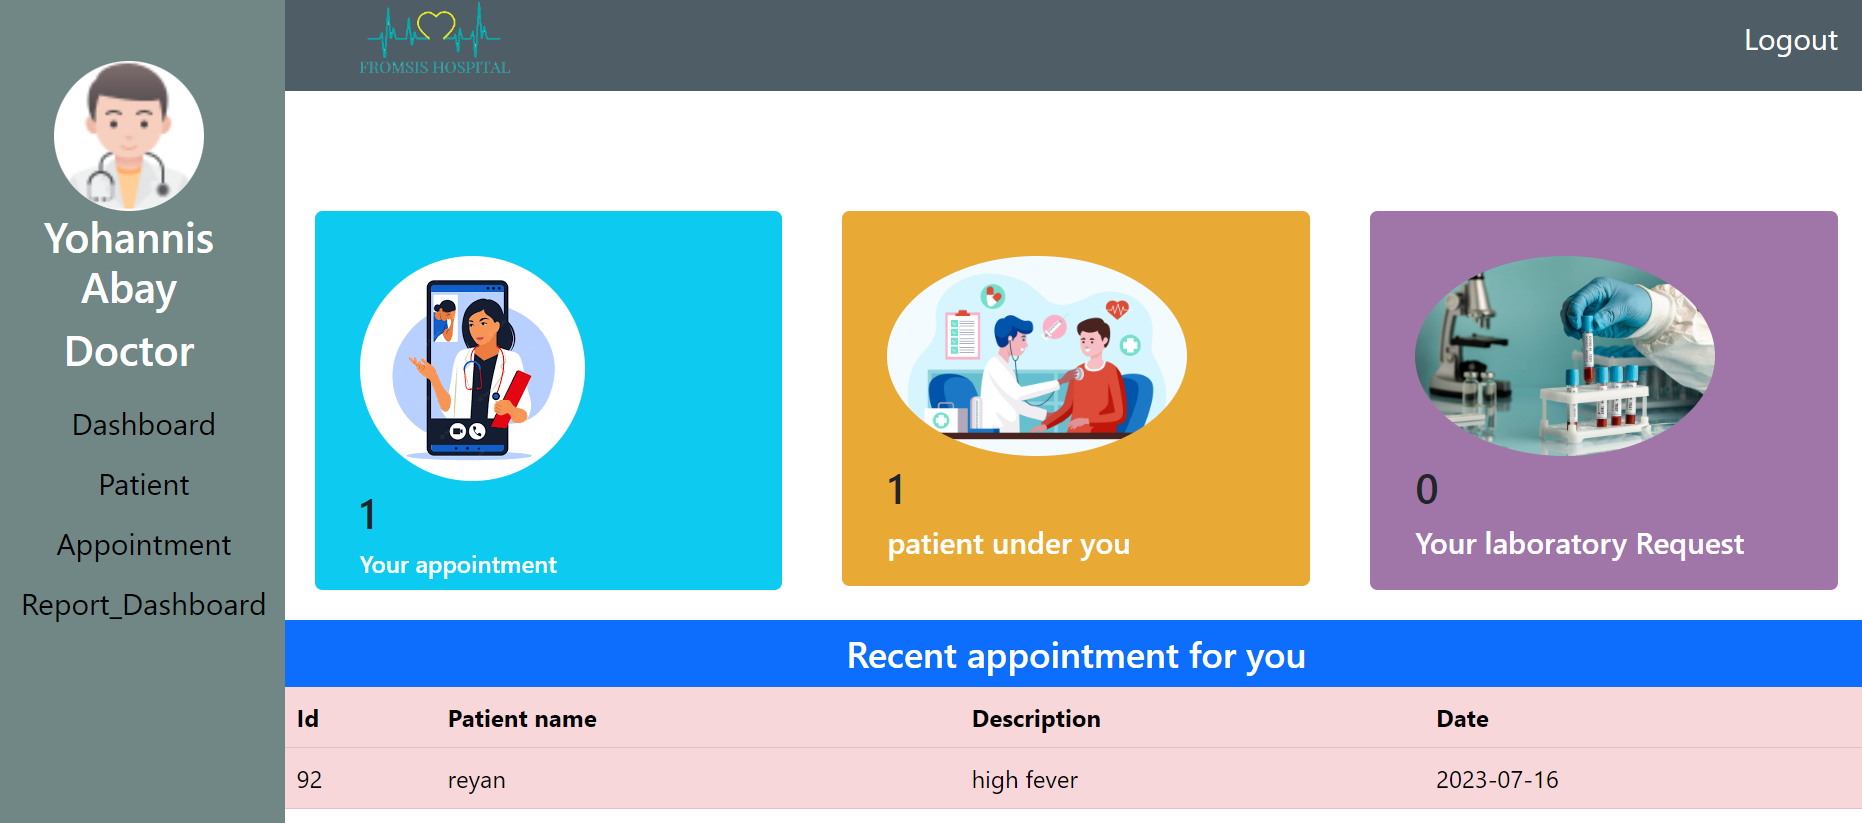 FROMSIS HOSPITAL
Logout
Yohannis
Abay
Doctor
Dashboard
Patient
Appointment
Report_Dashboard
1
Your appointment
1
patient under you
0
Your laboratory Request
Recent appointment for you
Id Patient name Description Date
92 reyan high fever 2023-07-16